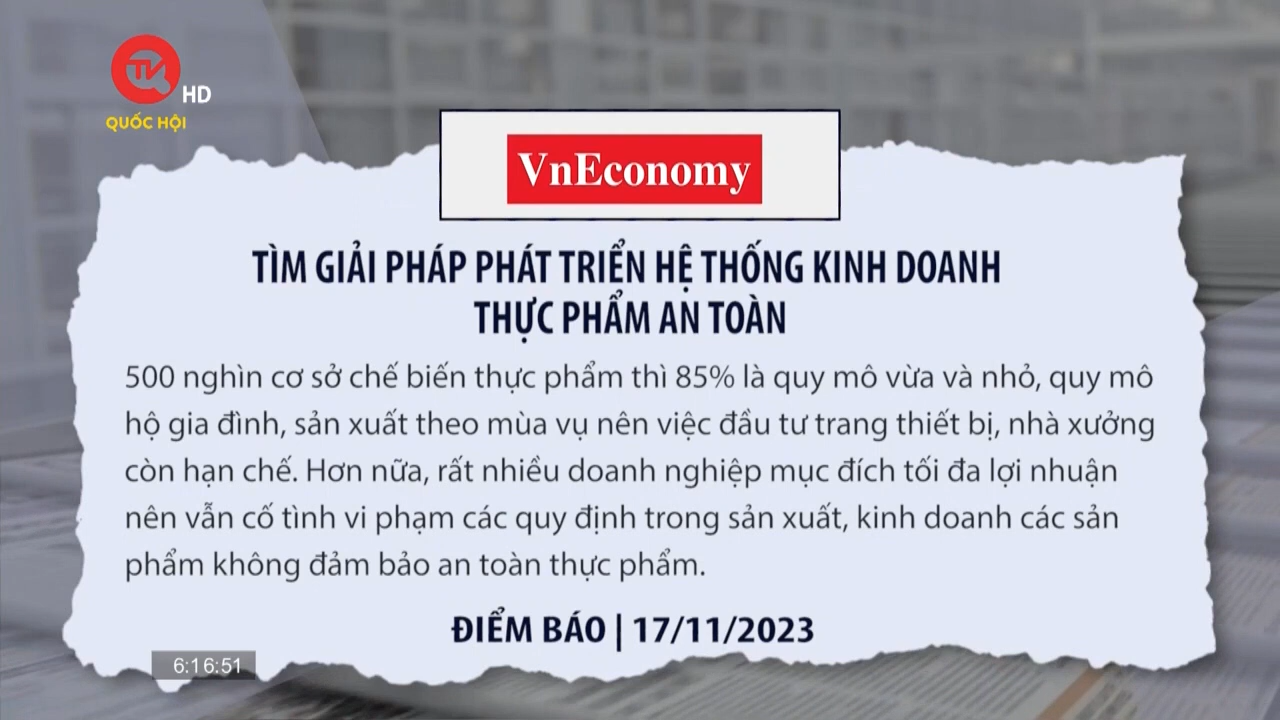 TV
HD
QUỐC HỘI
VnEconomy
TÌM GIẢI PHÁP PHÁT TRIỂN HỆ THỐNG KINH DOANH
THỰC PHẨM AN TOÀN
500 nghìn cơ sở chế biến thực phẩm thì 85% là quy mô vừa và nhỏ, quy mô
hộ gia đình, sản xuất theo mùa vụ nên việc đầu tư trang thiết bị, nhà xưởng
còn hạn chế. Hơn nữa, rất nhiều doanh nghiệp mục đích tối đa lợi nhuận
nên vẫn cố tình vi phạm các quy định trong sản xuất, kinh doanh các sản
phẩm không đảm bảo an toàn thực phẩm.
ĐIỂM BÁO | 17/11/2023
6:16:51